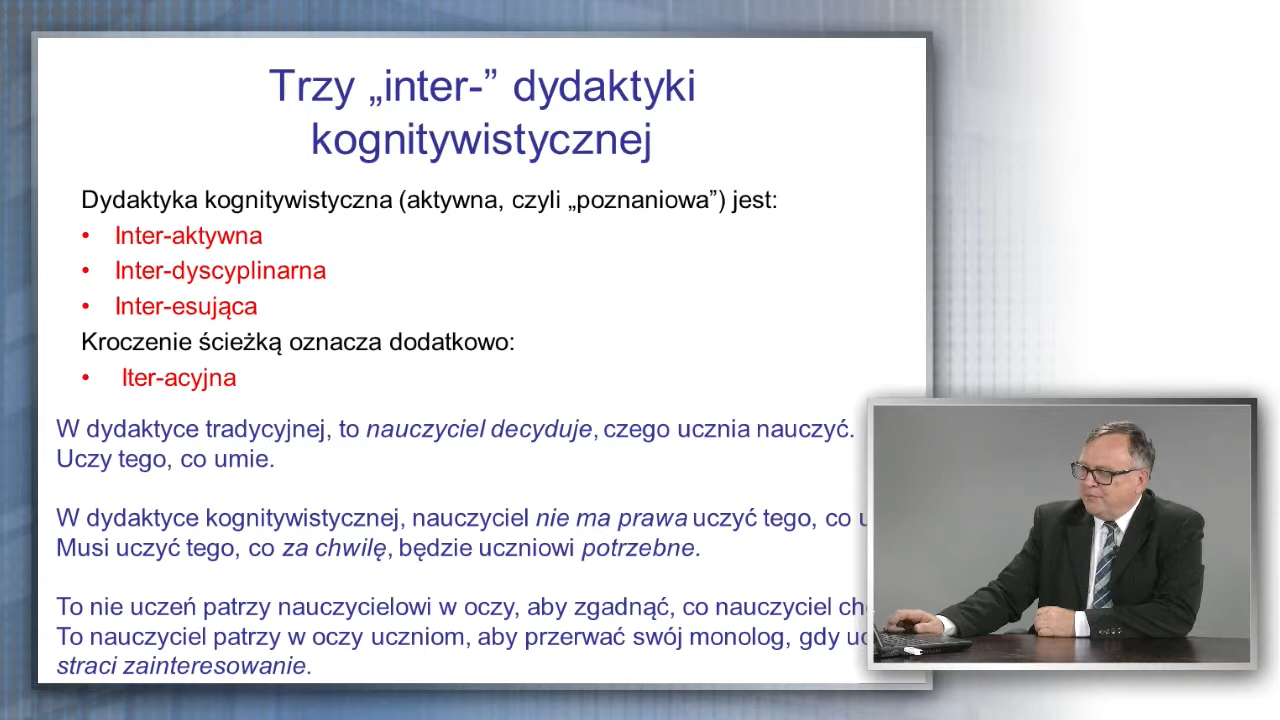 Trzy „inter-” dydaktyki
kognitywistycznej
Dydaktyka kognitywistyczna (aktywna, czyli „poznaniowa”) jest:
• Inter-aktywna
• Inter-dyscyplinarna
• Inter-esująca
Kroczenie ścieżką oznacza dodatkowo:
• Iter-acyjna
W dydaktyce tradycyjnej, to nauczyciel decyduje, czego ucznia nauczyć.
Uczy tego, co umie.
W dydaktyce kognitywistycznej, nauczyciel nie ma prawa uczyć tego, co
Musi uczyć tego, co za chwilę, będzie uczniowi potrzebne.
To nie uczeń patrzy nauczycielowi w oczy, aby zgadnąć, co nauczyciel
To nauczyciel patrzy w oczy uczniom, aby przerwać swój monolog, gdy
straci zainteresowanie.